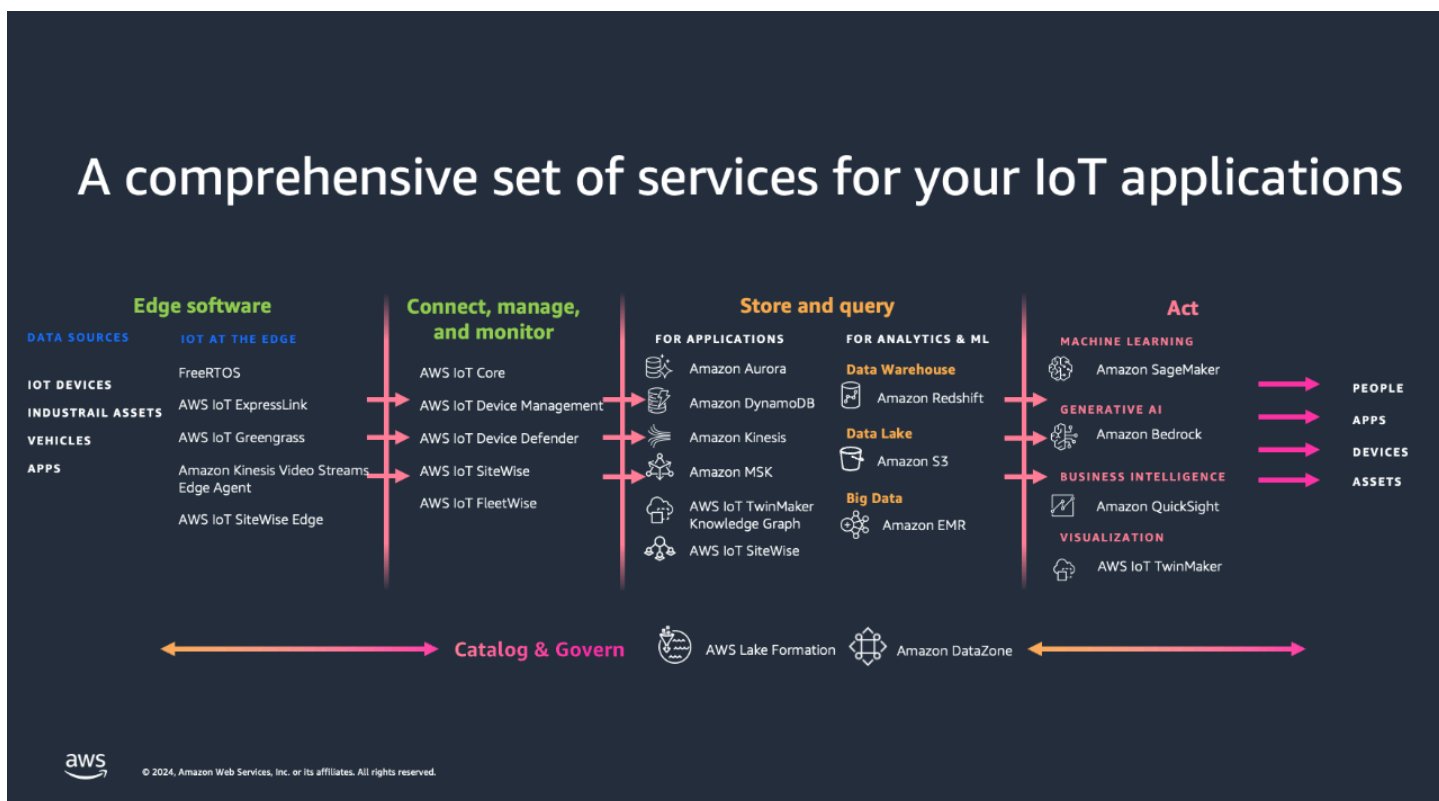 A comprehensive set of services for your IoT applications
Edge software
DATA SOURCES
IOT DEVICES
INDUSTRAIL ASSETS
VEHICLES
APPS
IOT AT THE EDGE
FreeRTOS
AWS IoT ExpressLink
AWS IoT Greengrass
Amazon Kinesis Video Streams
Edge Agent
AWS IoT SiteWise Edge
Connect, manage,
and monitor
AWS IoT Core
AWS IoT Device Management
AWS IoT Device Defender
AWS IoT SiteWise
AWS IoT FleetWise
Store and query
FOR APPLICATIONS
Amazon Aurora
Amazon DynamoDB
Amazon Kinesis
Amazon MSK
AWS IoT TwinMaker
Knowledge Graph
AWS IoT SiteWise
FOR ANALYTICS & ML
Data Warehouse
Amazon Redshift
Data Lake
Amazon S3
Big Data
Amazon EMR
Act
MACHINE LEARNING
Amazon SageMaker
GENERATIVE AI
Amazon Bedrock
BUSINESS INTELLIGENCE
Amazon QuickSight
VISUALIZATION
AWS IoT TwinMaker
PEOPLE
APPS
DEVICES
ASSETS
Catalog & Govern
AWS Lake Formation
Amazon DataZone
aws
© 2024, Amazon Web Services, Inc. or its affiliates. All rights reserved.